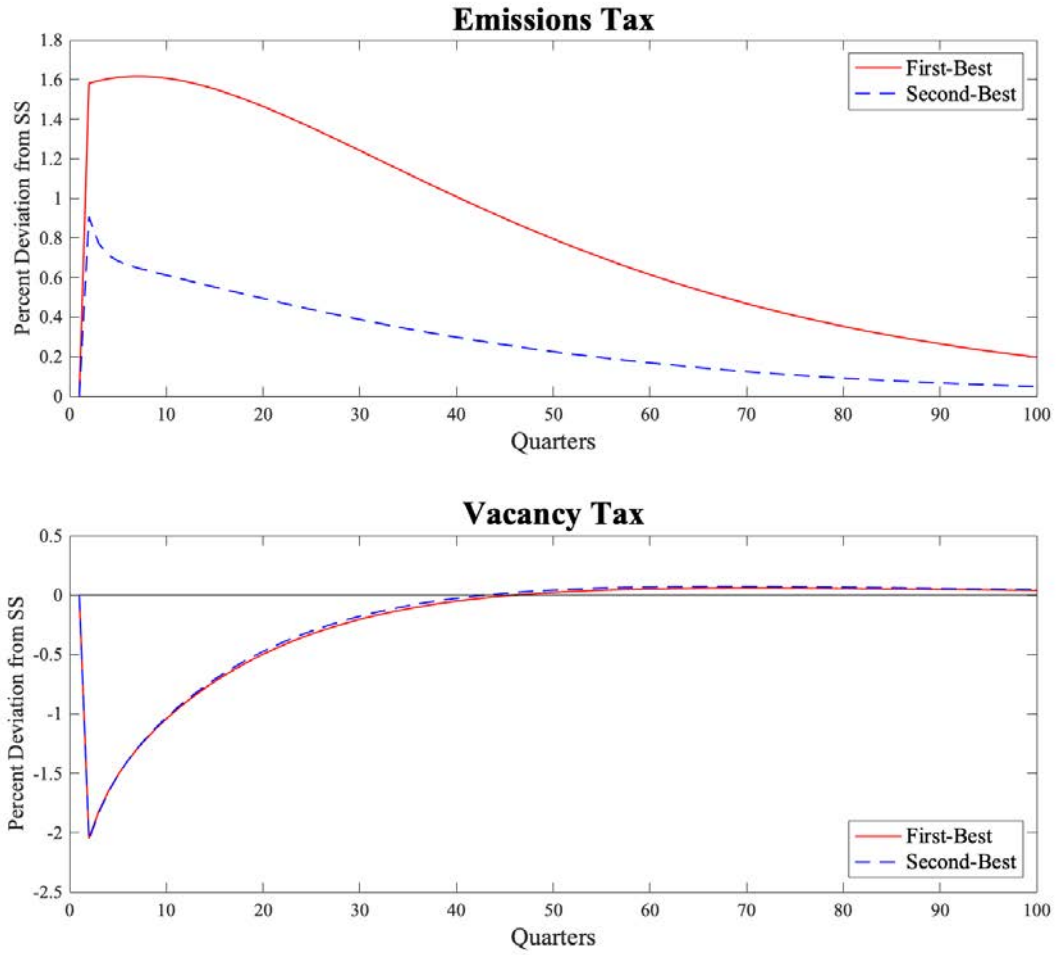 Emissions Tax
Percent Deviation from SS
1.8
1.6
1.4
1.2
1
0.8
0.6
0.4
0.2
0
First-Best
Second-Best
0 10 20 30 40 50 60 70 80 90 100
Quarters
Vacancy Tax
Percent Deviation from SS
0.5
0
-0.5
-1
-1.5
-2
-2.5
First-Best
Second-Best
0 10 20 30 40 50 60 70 80 90 100
Quarters